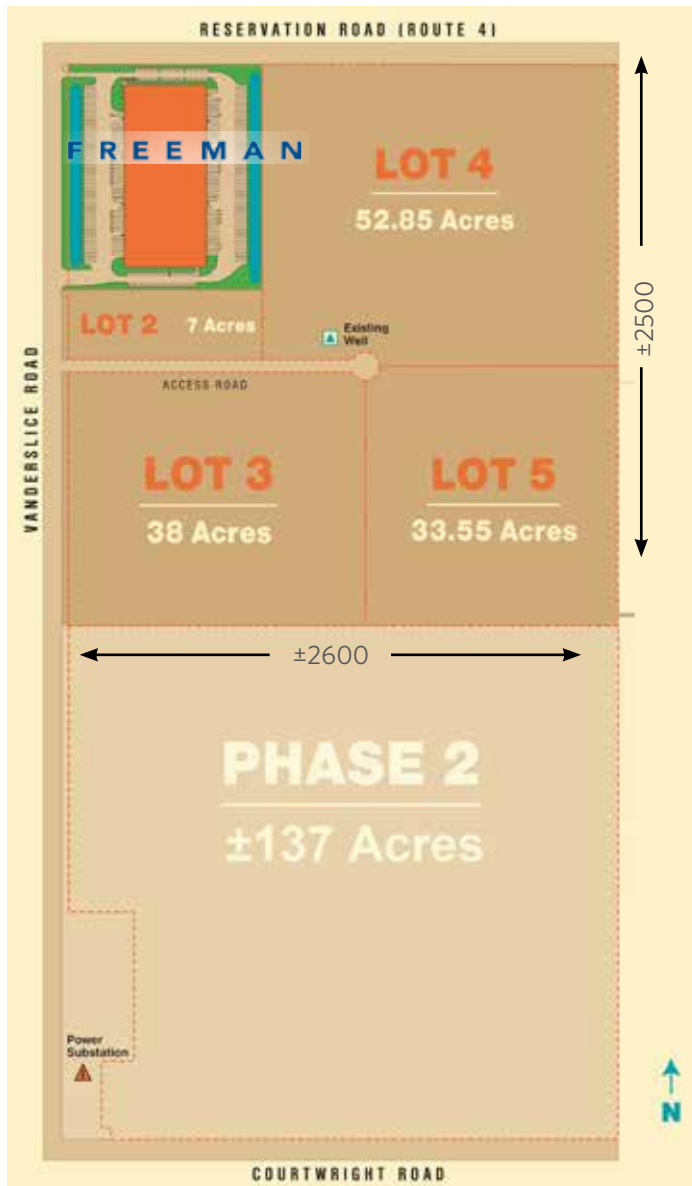 RESERVATION ROAD (ROUTE 4)
FREEMAN
LOT 4
52.85 Acres
LOT 2 7 Acres
Existing
Well
±2500
ACCESS ROAD
VANDERSLICE ROAD
LOT 3
38 Acres
LOT 5
33.55 Acres
±2600
PHASE 2
±137 Acres
Power
Substation
N
COURTWRIGHT ROAD